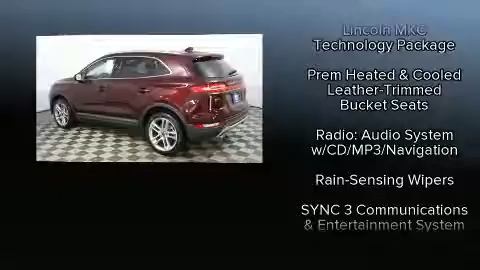 Lincoln MKC
Technology Package
Prem Heated & Cooled
Leather-Trimmed
Bucket Seats
Radio: Audio System
w/CD/MP3/Navigation
Rain-Sensing Wipers
SYNC 3 Communications
& Entertainment System